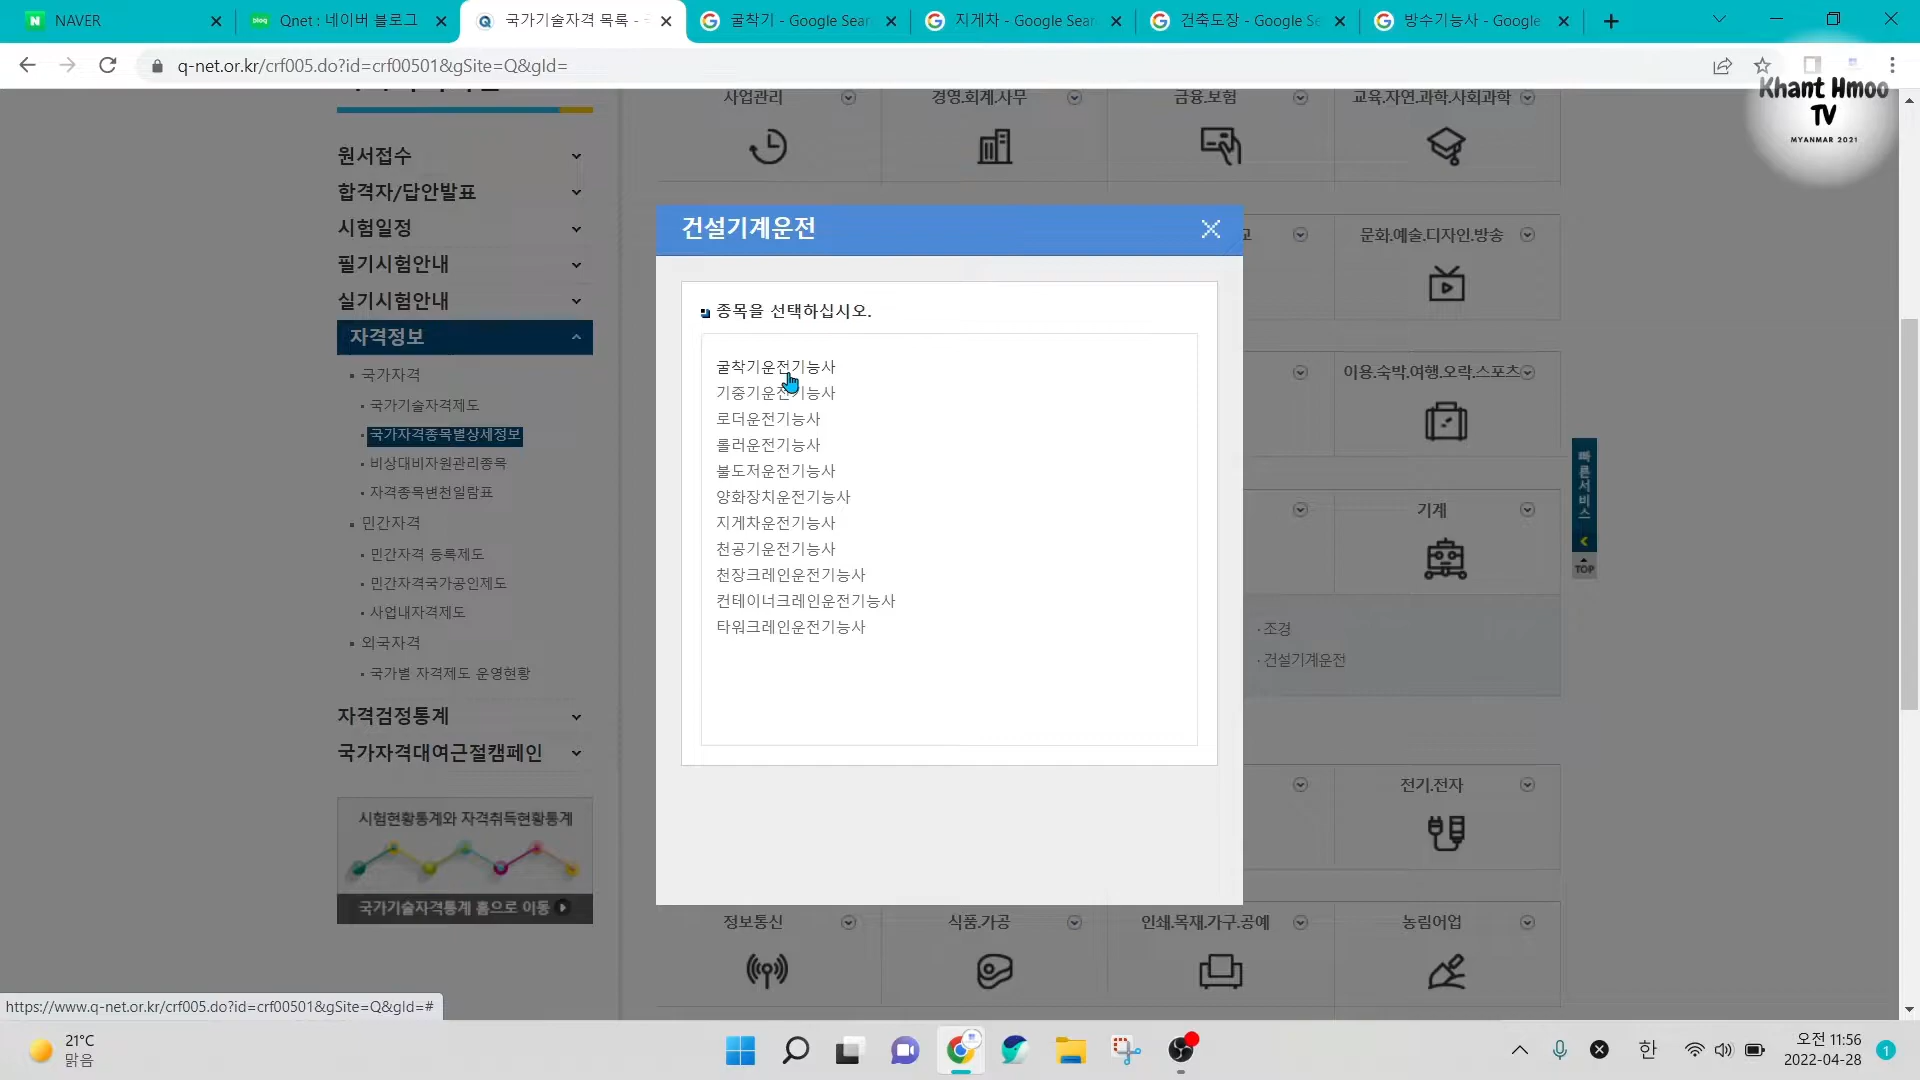 NAVER
Qnet : 네이버 블로그
국가기술자격 목록 -
굴착기 - Google Sear
지게차 - Google Sear
건축도장 - Google Se
방수기능사 - Google
q-net.or.kr/crf005.do?id=crf00501&gSite=Q&gId=
Khant Hmoo
TV
MYANMAR 2021
사업관리
경영.회계.사무
금융.보험
교육.자연.과학.사회과학
원서접수
합격자/답안발표
시험일정
필기시험안내
실기시험안내
자격정보
국가자격
국가기술자격제도
국가자격종목별상세정보
비상대비자원관리종목
자격종목변천일람표
민간자격
민간자격 등록제도
민간자격국가공인제도
사업내자격제도
외국자격
국가별 자격제도 운영현황
자격검정통계
국가자격대여근절캠페인
시험현황통계와 자격취득현황통계
국가기술자격통계 홈으로 이동
건설기계운전
종목을 선택하십시오.
굴착기운전기능사
기중기운전기능사
로더운전기능사
롤러운전기능사
불도저운전기능사
양화장치운전기능사
지게차운전기능사
천공기운전기능사
천장크레인운전기능사
컨테이너크레인운전기능사
타워크레인운전기능사
문화.예술.디자인.방송
이용.숙박.여행.오락.스포츠
기계
조경
건설기계운전
전기.전자
정보통신
식품.가공
인쇄.목재.가구.공예
농림어업
빠른서비스
TOP
https://www.q-net.or.kr/crf005.do?id=crf00501&gSite=Q&gId=#
21°C
맑음
한
오전 11:56
2022-04-28
1